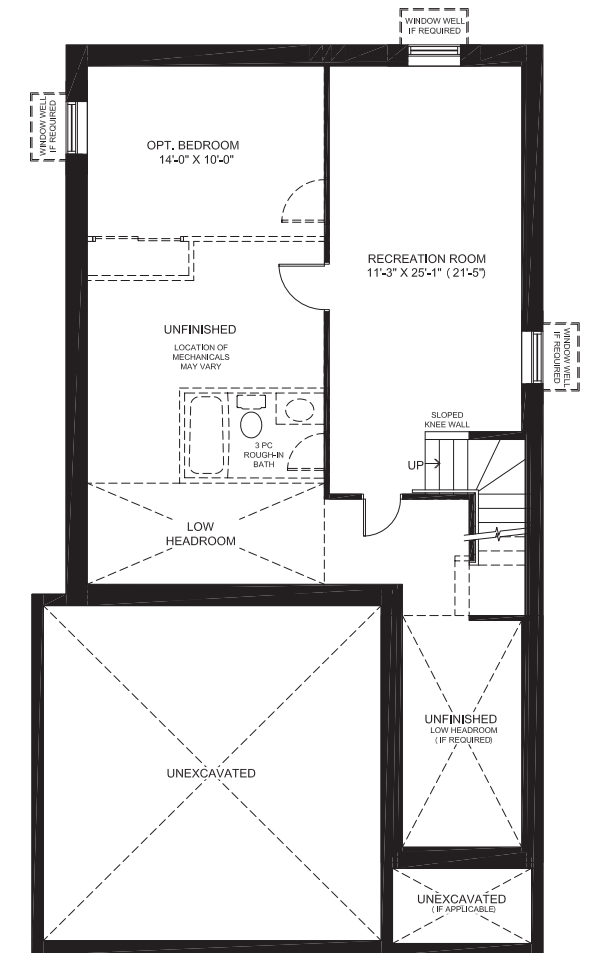 WINDOW WELL
IF REQUIRED
WINDOW WELL
IF REQUIRED
OPT. BEDROOM
14'-0" X 10'-0"
RECREATION ROOM
11'-3" X 25'-1" ( 21'-5")
UNFINISHED
LOCATION OF
MECHANICALS
MAY VARY
WINDOW WELL
IF REQUIRED
SLOPED
KNEE WALL
3 PC
ROUGH-IN
BATH
UP
LOW
HEADROOM
UNFINISHED
LOW HEADROOM
( IF REQUIRED)
UNEXCAVATED
UNEXCAVATED
( IF APPLICABLE)